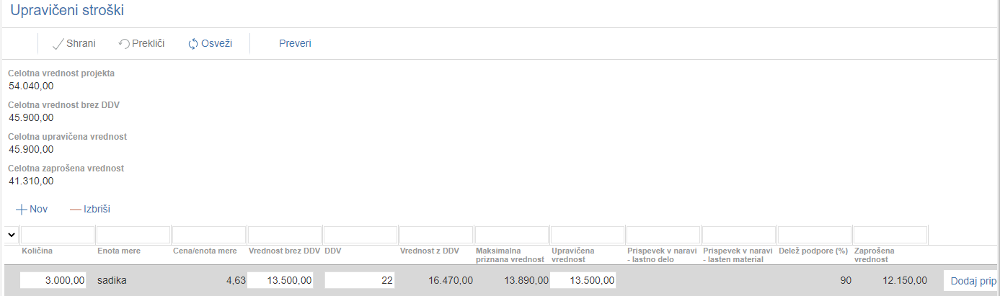 Upravičeni stroški
Shrani Prekliči Osveži Preveri
Celotna vrednost projekta
54.040,00
Celotna vrednost brez DDV
45.900,00
Celotna upravičena vrednost
45.900,00
Celotna zaprošena vrednost
41.310,00
Nov Izbriši
Količina Enota mere Cena/enota mere Vrednost brez DDV DDV Vrednost z DDV Maksimalna Upravičena Prispevek v naravi Prispevek v naravi Delež podpore (%) Zaprošena
priznana vrednost vrednost - lastno delo - lasten material vrednost
3.000,00 sadika 4,63 13.500,00 22 16.470,00 13.890,00 13.500,00 90 12.150,00 Dodaj prip